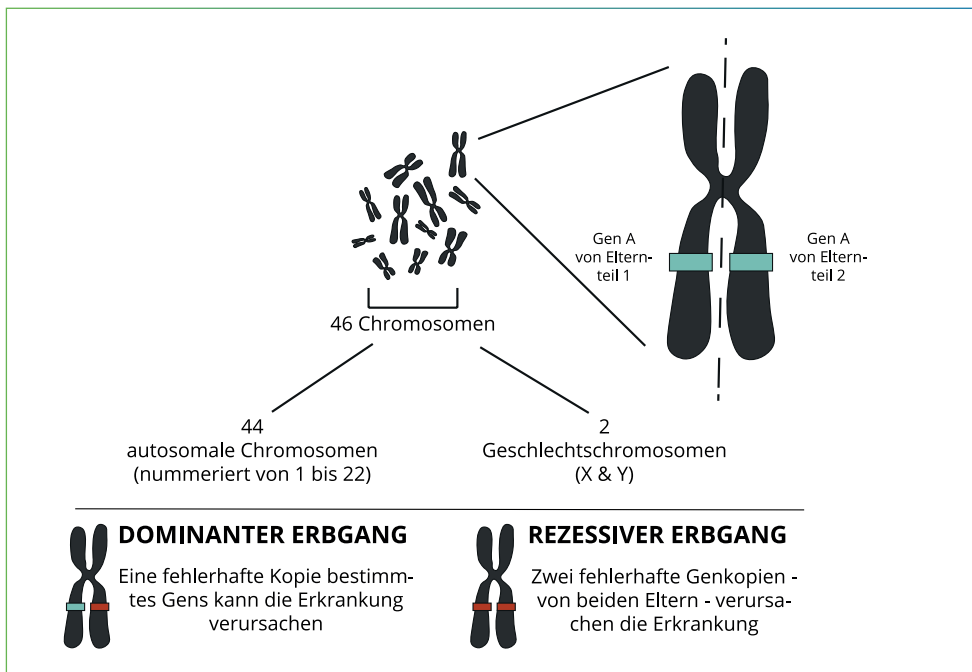 Gen A
von Eltern-
teil 1
Gen A
von Eltern-
teil 2
46 Chromosomen
44
autosomale Chromosomen
(nummeriert von 1 bis 22)
2
Geschlechtschromosomen
(X & Y)
DOMINANTER ERBGANG
Eine fehlerhafte Kopie bestimm-
tes Gens kann die Erkrankung
verursachen
REZESSIVER ERBGANG
Zwei fehlerhafte Genkopien -
von beiden Eltern - verursa-
chen die Erkrankung